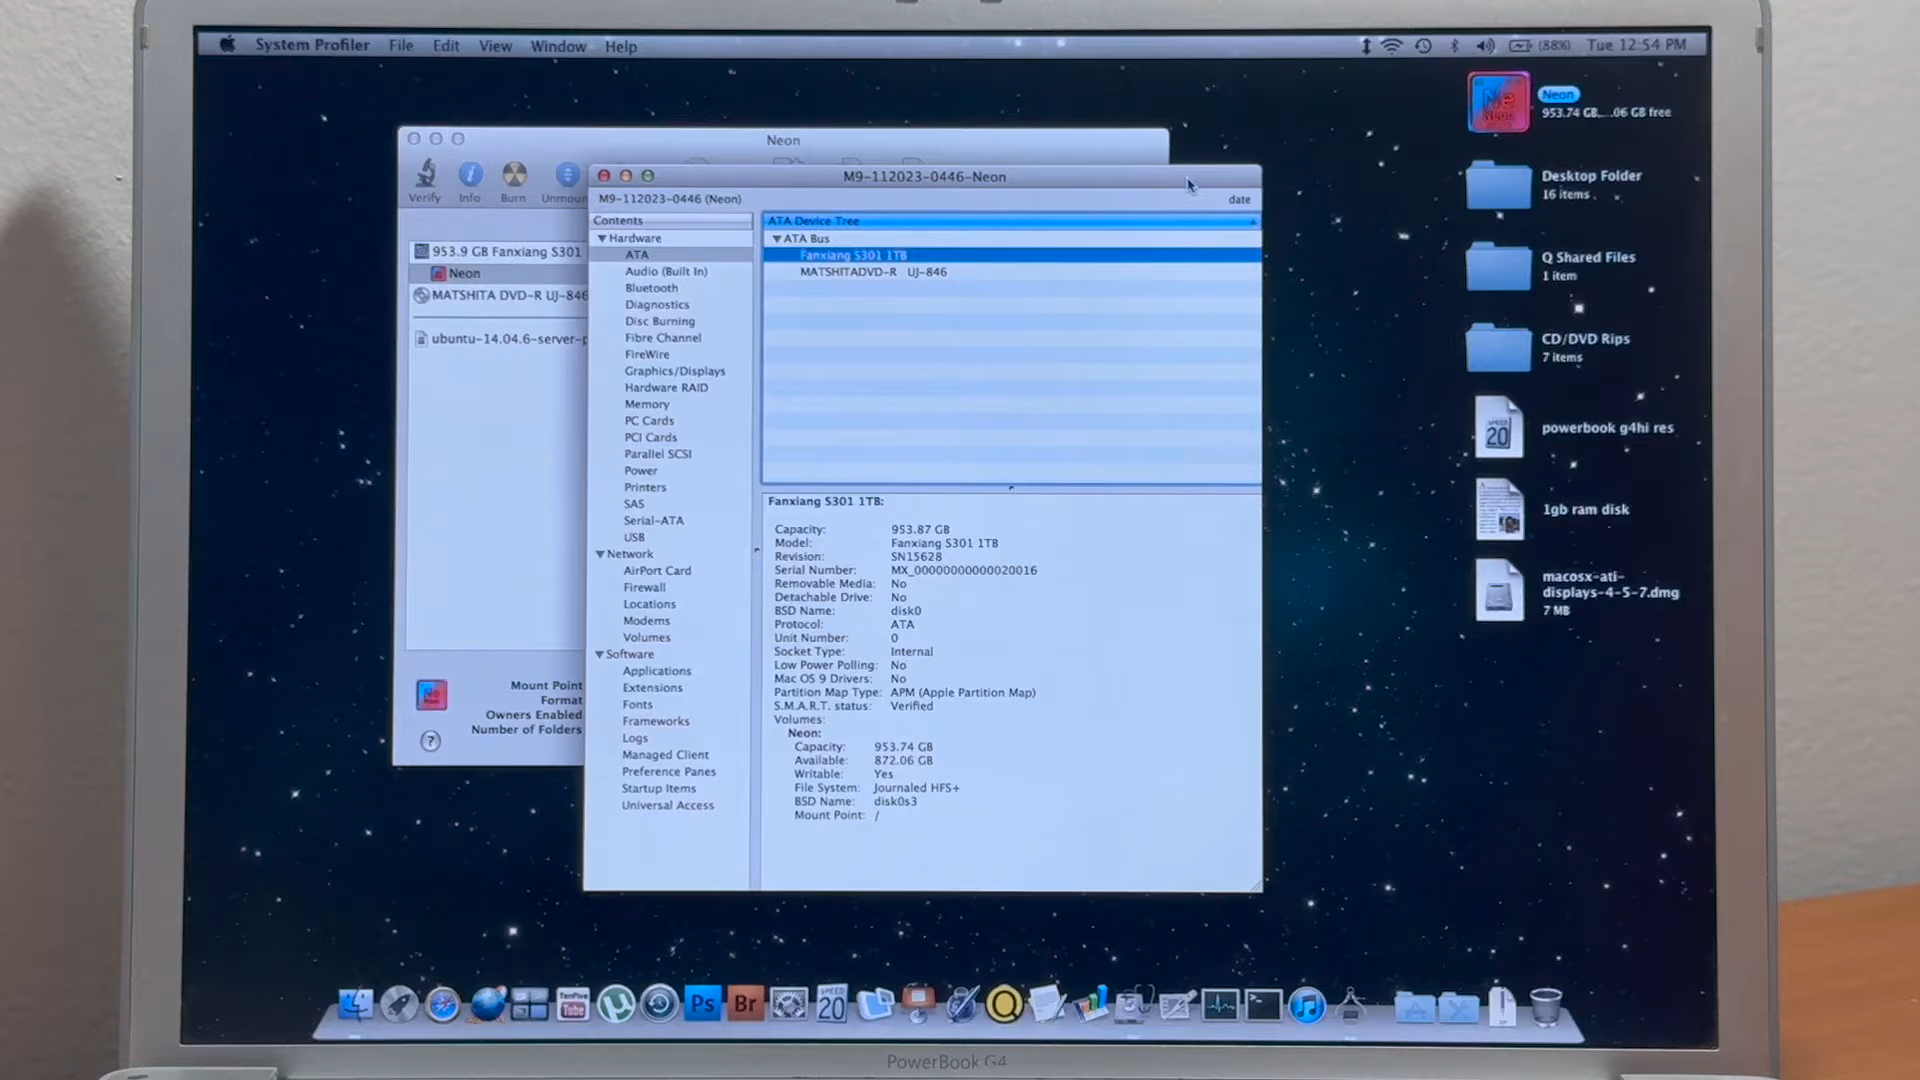 System Profiler File Edit View Window Help
(88%) Tue 12:54 PM
Neon
953.74 GB,....06 GB free
Desktop Folder
16 items
Q Shared Files
1 item
CD/DVD Rips
7 items
powerbook g4hi res
1gb ram disk
macosx-ati-
displays-4-5-7.dmg
7 MB
Neon
Verify Info Burn Unmoun
953.9 GB Fanxiang S301
Neon
MATSHITA DVD-R UJ-846
ubuntu-14.04.6-server-p
Mount Point
Format
Owners Enabled
Number of Folders
?
M9-112023-0446-Neon
M9-112023-0446 (Neon)
date
Contents
Hardware
ATA
Audio (Built In)
Bluetooth
Diagnostics
Disc Burning
Fibre Channel
FireWire
Graphics/Displays
Hardware RAID
Memory
PC Cards
PCI Cards
Parallel SCSI
Power
Printers
SAS
Serial-ATA
USB
Network
AirPort Card
Firewall
Locations
Modems
Volumes
Software
Applications
Extensions
Fonts
Frameworks
Logs
Managed Client
Preference Panes
Startup Items
Universal Access
ATA Device Tree
ATA Bus
Fanxiang S301 1TB
MATSHITADVD-R UJ-846
Fanxiang S301 1TB:
Capacity: 953.87 GB
Model: Fanxiang S301 1TB
Revision: SN15628
Serial Number: MX_00000000000020016
Removable Media: No
Detachable Drive: No
BSD Name: disk0
Protocol: ATA
Unit Number: 0
Socket Type: Internal
Low Power Polling: No
Mac OS 9 Drivers: No
Partition Map Type: APM (Apple Partition Map)
S.M.A.R.T. status: Verified
Volumes:
Neon:
Capacity: 953.74 GB
Available: 872.06 GB
Writable: Yes
File System: Journaled HFS+
BSD Name: disk0s3
Mount Point: /
TenFive
Tube
Ps
Br
SPEED
20
PowerBook G4